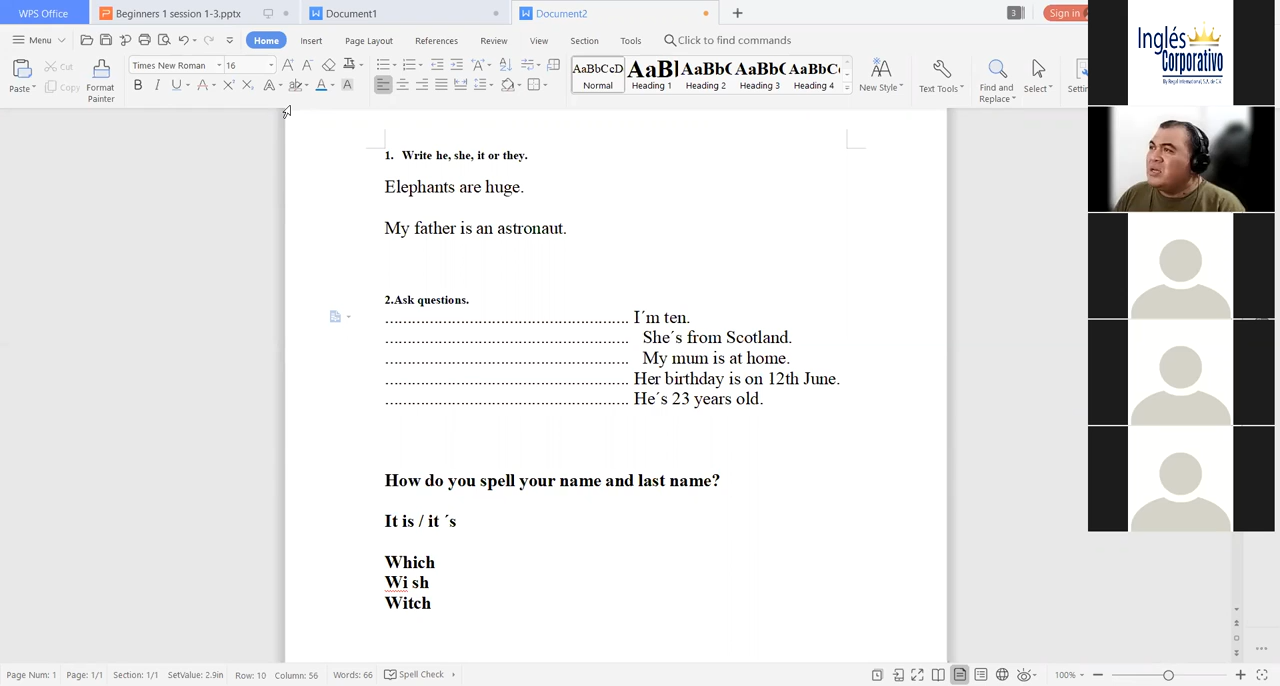 WPS Office Beginners 1 session 1-3.pptx Document1 Document2 3 Sign in
Menu Home Insert Page Layout References Review View Section Tools Click to find commands
Paste Cut Copy Format Painter Times New Roman 16 AaBbCcD Normal AaBl Heading 1 AaBb( Heading 2 AaBbC( Heading 3 AaBbC Heading 4 New Style Text Tools Find and Replace Select
Inglés Corporativo
1. Write he, she, it or they.
Elephants are huge.
My father is an astronaut.
2.Ask questions.
...................................................... I´m ten.
...................................................... She´s from Scotland.
...................................................... My mum is at home.
...................................................... Her birthday is on 12th June.
...................................................... He´s 23 years old.
How do you spell your name and last name?
It is / it ´s
Which
Wi sh
Witch
Page Num: 1 Page: 1/1 Section: 1/1 SetValue: 2.9in Row: 10 Column: 56 Words: 66 Spell Check 100%